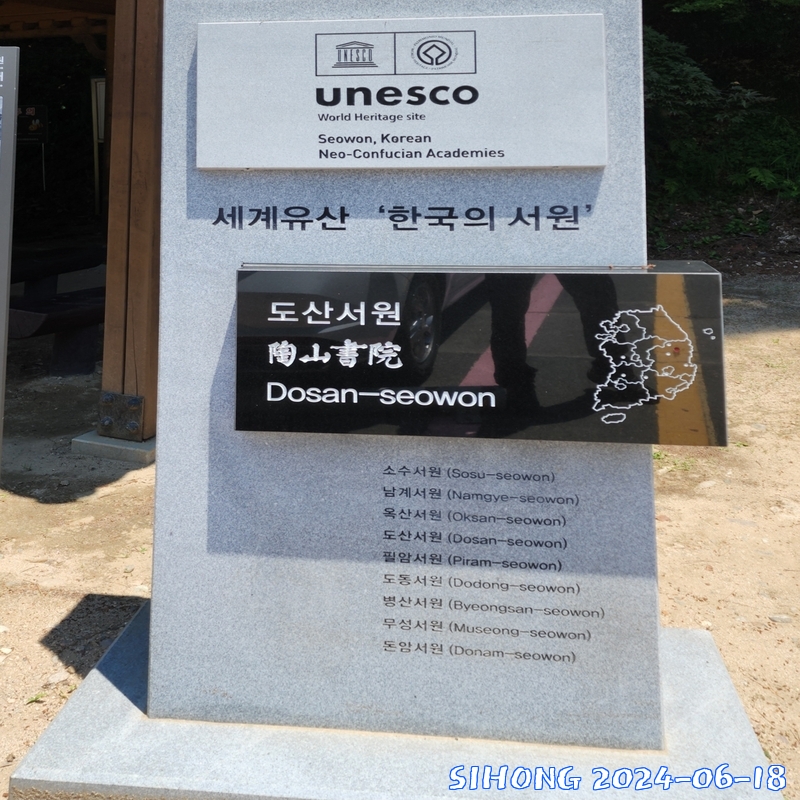 UNESCO
unesco
World Heritage site
Seowon, Korean
Neo-Confucian Academies
세계유산 ‘한국의 서원’
도산서원
陶山書院
Dosan-seowon
소수서원 (Sosu-seowon)
남계서원 (Namgye-seowon)
옥산서원 (Oksan-seowon)
도산서원 (Dosan-seowon)
필암서원 (Piram-seowon)
도동서원 (Dodong-seowon)
병산서원 (Byeongsan-seowon)
무성서원 (Museong-seowon)
돈암서원 (Donam-seowon)
SIHONG 2024-06-18